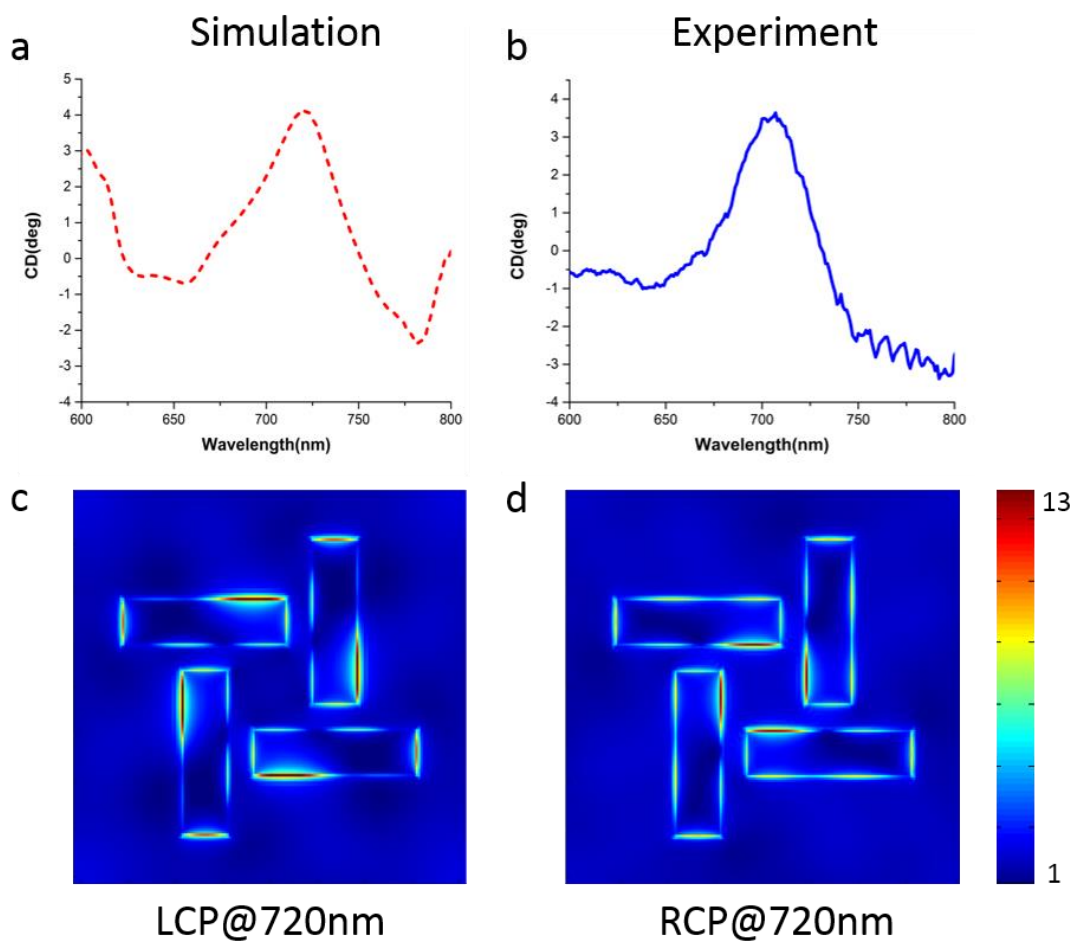 Simulation
Experiment
a
b
5
4
3
2
1
0
-1
-2
-3
-4
CD(deg)
600
650
700
750
800
Wavelength(nm)
4
3
2
1
0
-1
-2
-3
-4
CD(deg)
600
650
700
750
800
Wavelength(nm)
c
d
13
1
LCP@720nm
RCP@720nm